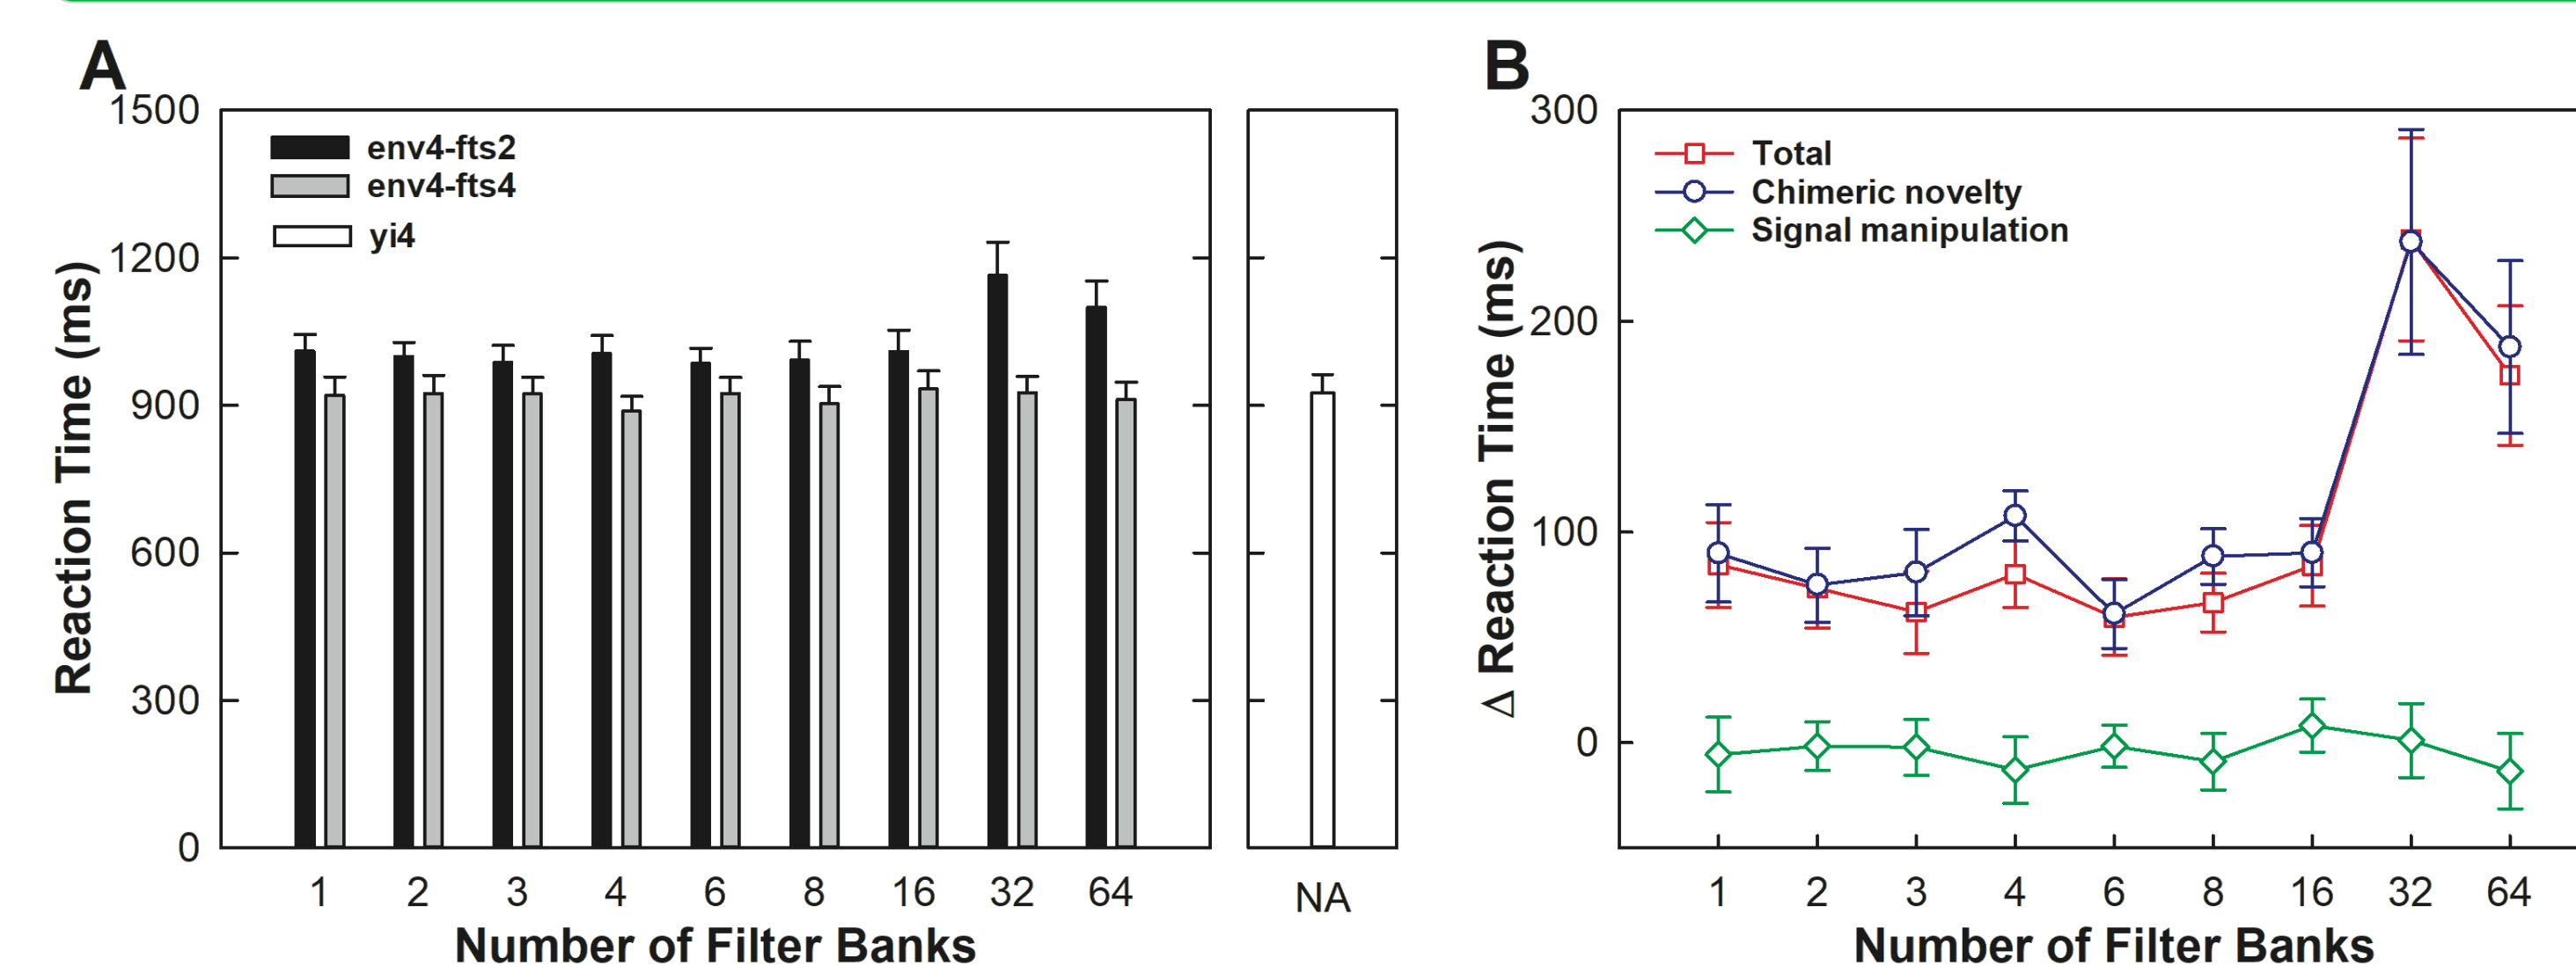 A
1500
1200
900
600
300
0
Reaction Time (ms)
env4-fts2
env4-fts4
yi4
1 2 3 4 6 8 16 32 64
NA
Number of Filter Banks
B
300
200
100
0
Δ Reaction Time (ms)
Total
Chimeric novelty
Signal manipulation
1 2 3 4 6 8 16 32 64
Number of Filter Banks